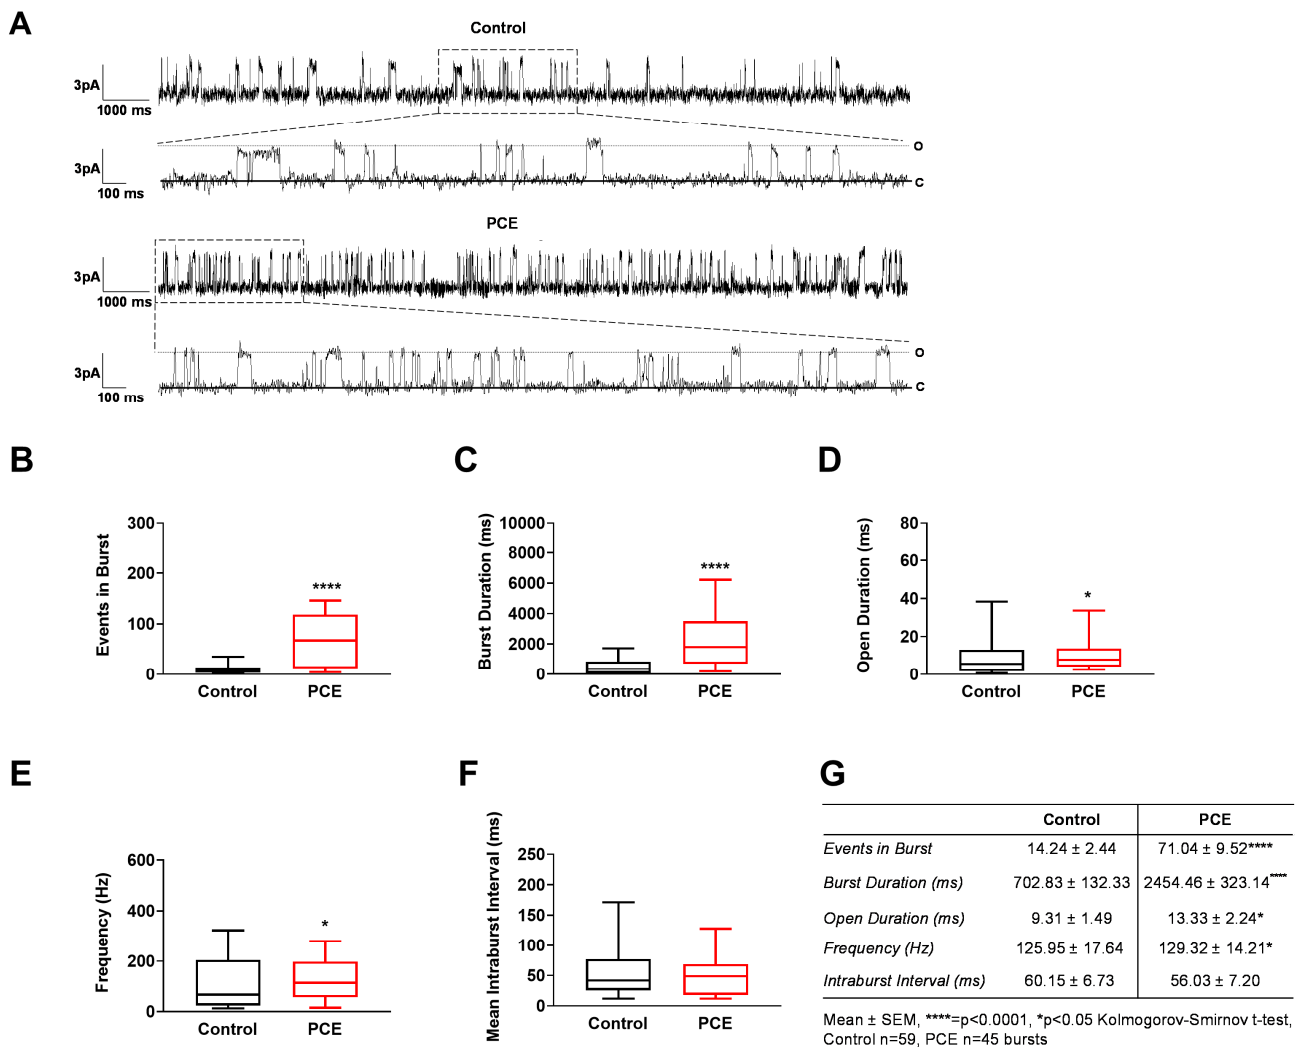 A
Control
3pA
1000 ms
O
3pA
C
100 ms
PCE
3pA
1000 ms
O
3pA
C
100 ms
B
Events in Burst
300
200
100
0
****
Control
PCE
C
Burst Duration (ms)
10000
8000
6000
4000
2000
0
****
Control
PCE
D
Open Duration (ms)
80
60
40
20
0
*
Control
PCE
E
Frequency (Hz)
600
400
200
0
*
Control
PCE
F
Mean Intraburst Interval (ms)
250
200
150
100
50
0
Control
PCE
G
Control PCE
Events in Burst 14.24 ± 2.44 71.04 ± 9.52****
Burst Duration (ms) 702.83 ± 132.33 2454.46 ± 323.14****
Open Duration (ms) 9.31 ± 1.49 13.33 ± 2.24*
Frequency (Hz) 125.95 ± 17.64 129.32 ± 14.21*
Intraburst Interval (ms) 60.15 ± 6.73 56.03 ± 7.20
Mean ± SEM, ****=p<0.0001, *p<0.05 Kolmogorov-Smirnov t-test,
Control n=59, PCE n=45 bursts